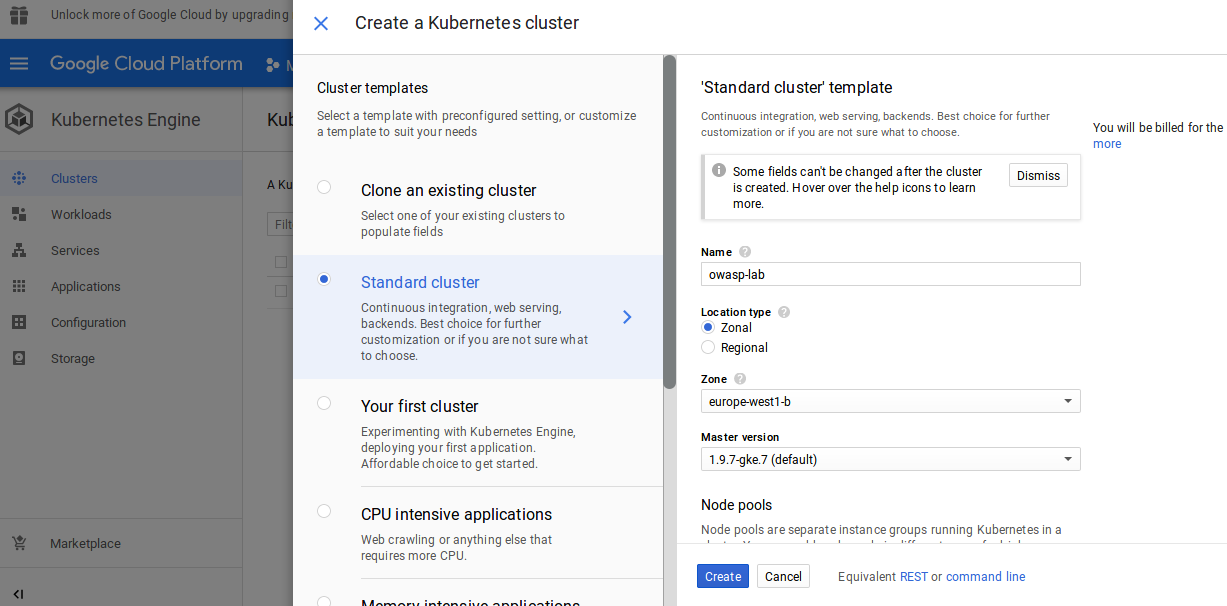 Unlock more of Google Cloud by upgrading
Google Cloud Platform
Kubernetes Engine
Clusters
Workloads
Services
Applications
Configuration
Storage
Marketplace
Create a Kubernetes cluster
Cluster templates
Select a template with preconfigured setting, or customize
a template to suit your needs
Clone an existing cluster
Select one of your existing clusters to
populate fields
Standard cluster
Continuous integration, web serving,
backends. Best choice for further
customization or if you are not sure what
to choose.
Your first cluster
Experimenting with Kubernetes Engine,
deploying your first application.
Affordable choice to get started.
CPU intensive applications
Web crawling or anything else that
requires more CPU.
Memory intensive applications
'Standard cluster' template
Continuous integration, web serving, backends. Best choice for further
customization or if you are not sure what to choose.
Some fields can't be changed after the cluster
is created. Hover over the help icons to learn
more.
Dismiss
Name
owasp-lab
Location type
Zonal
Regional
Zone
europe-west1-b
Master version
1.9.7-gke.7 (default)
Node pools
Node pools are separate instance groups running Kubernetes in a
Create
Cancel
Equivalent REST or command line
You will be billed for the
more